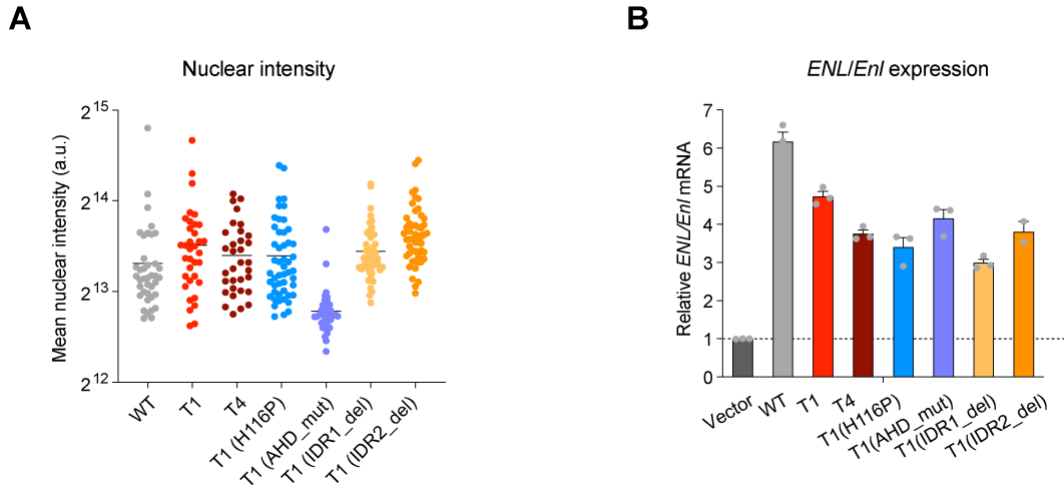 A
Nuclear intensity
Mean nuclear intensity (a.u.)
2^15
2^14
2^13
2^12
WT
T1
T4
T1 (H116P)
T1 (AHD_mut)
T1 (IDR1_del)
T1 (IDR2_del)
B
ENL/Enl expression
Relative ENL/Enl mRNA
7
6
5
4
3
2
1
0
Vector
WT
T1
T4
T1(H116P)
T1(AHD_mut)
T1(IDR1_del)
T1(IDR2_del)